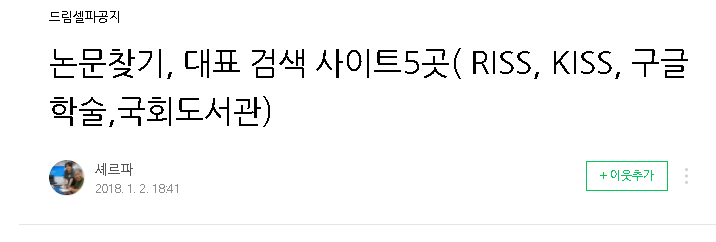 드림셀파공지
논문찾기, 대표 검색 사이트5곳( RISS, KISS, 구글
학술,국회도서관)
셰르파
2018. 1. 2. 18:41
+ 이웃추가